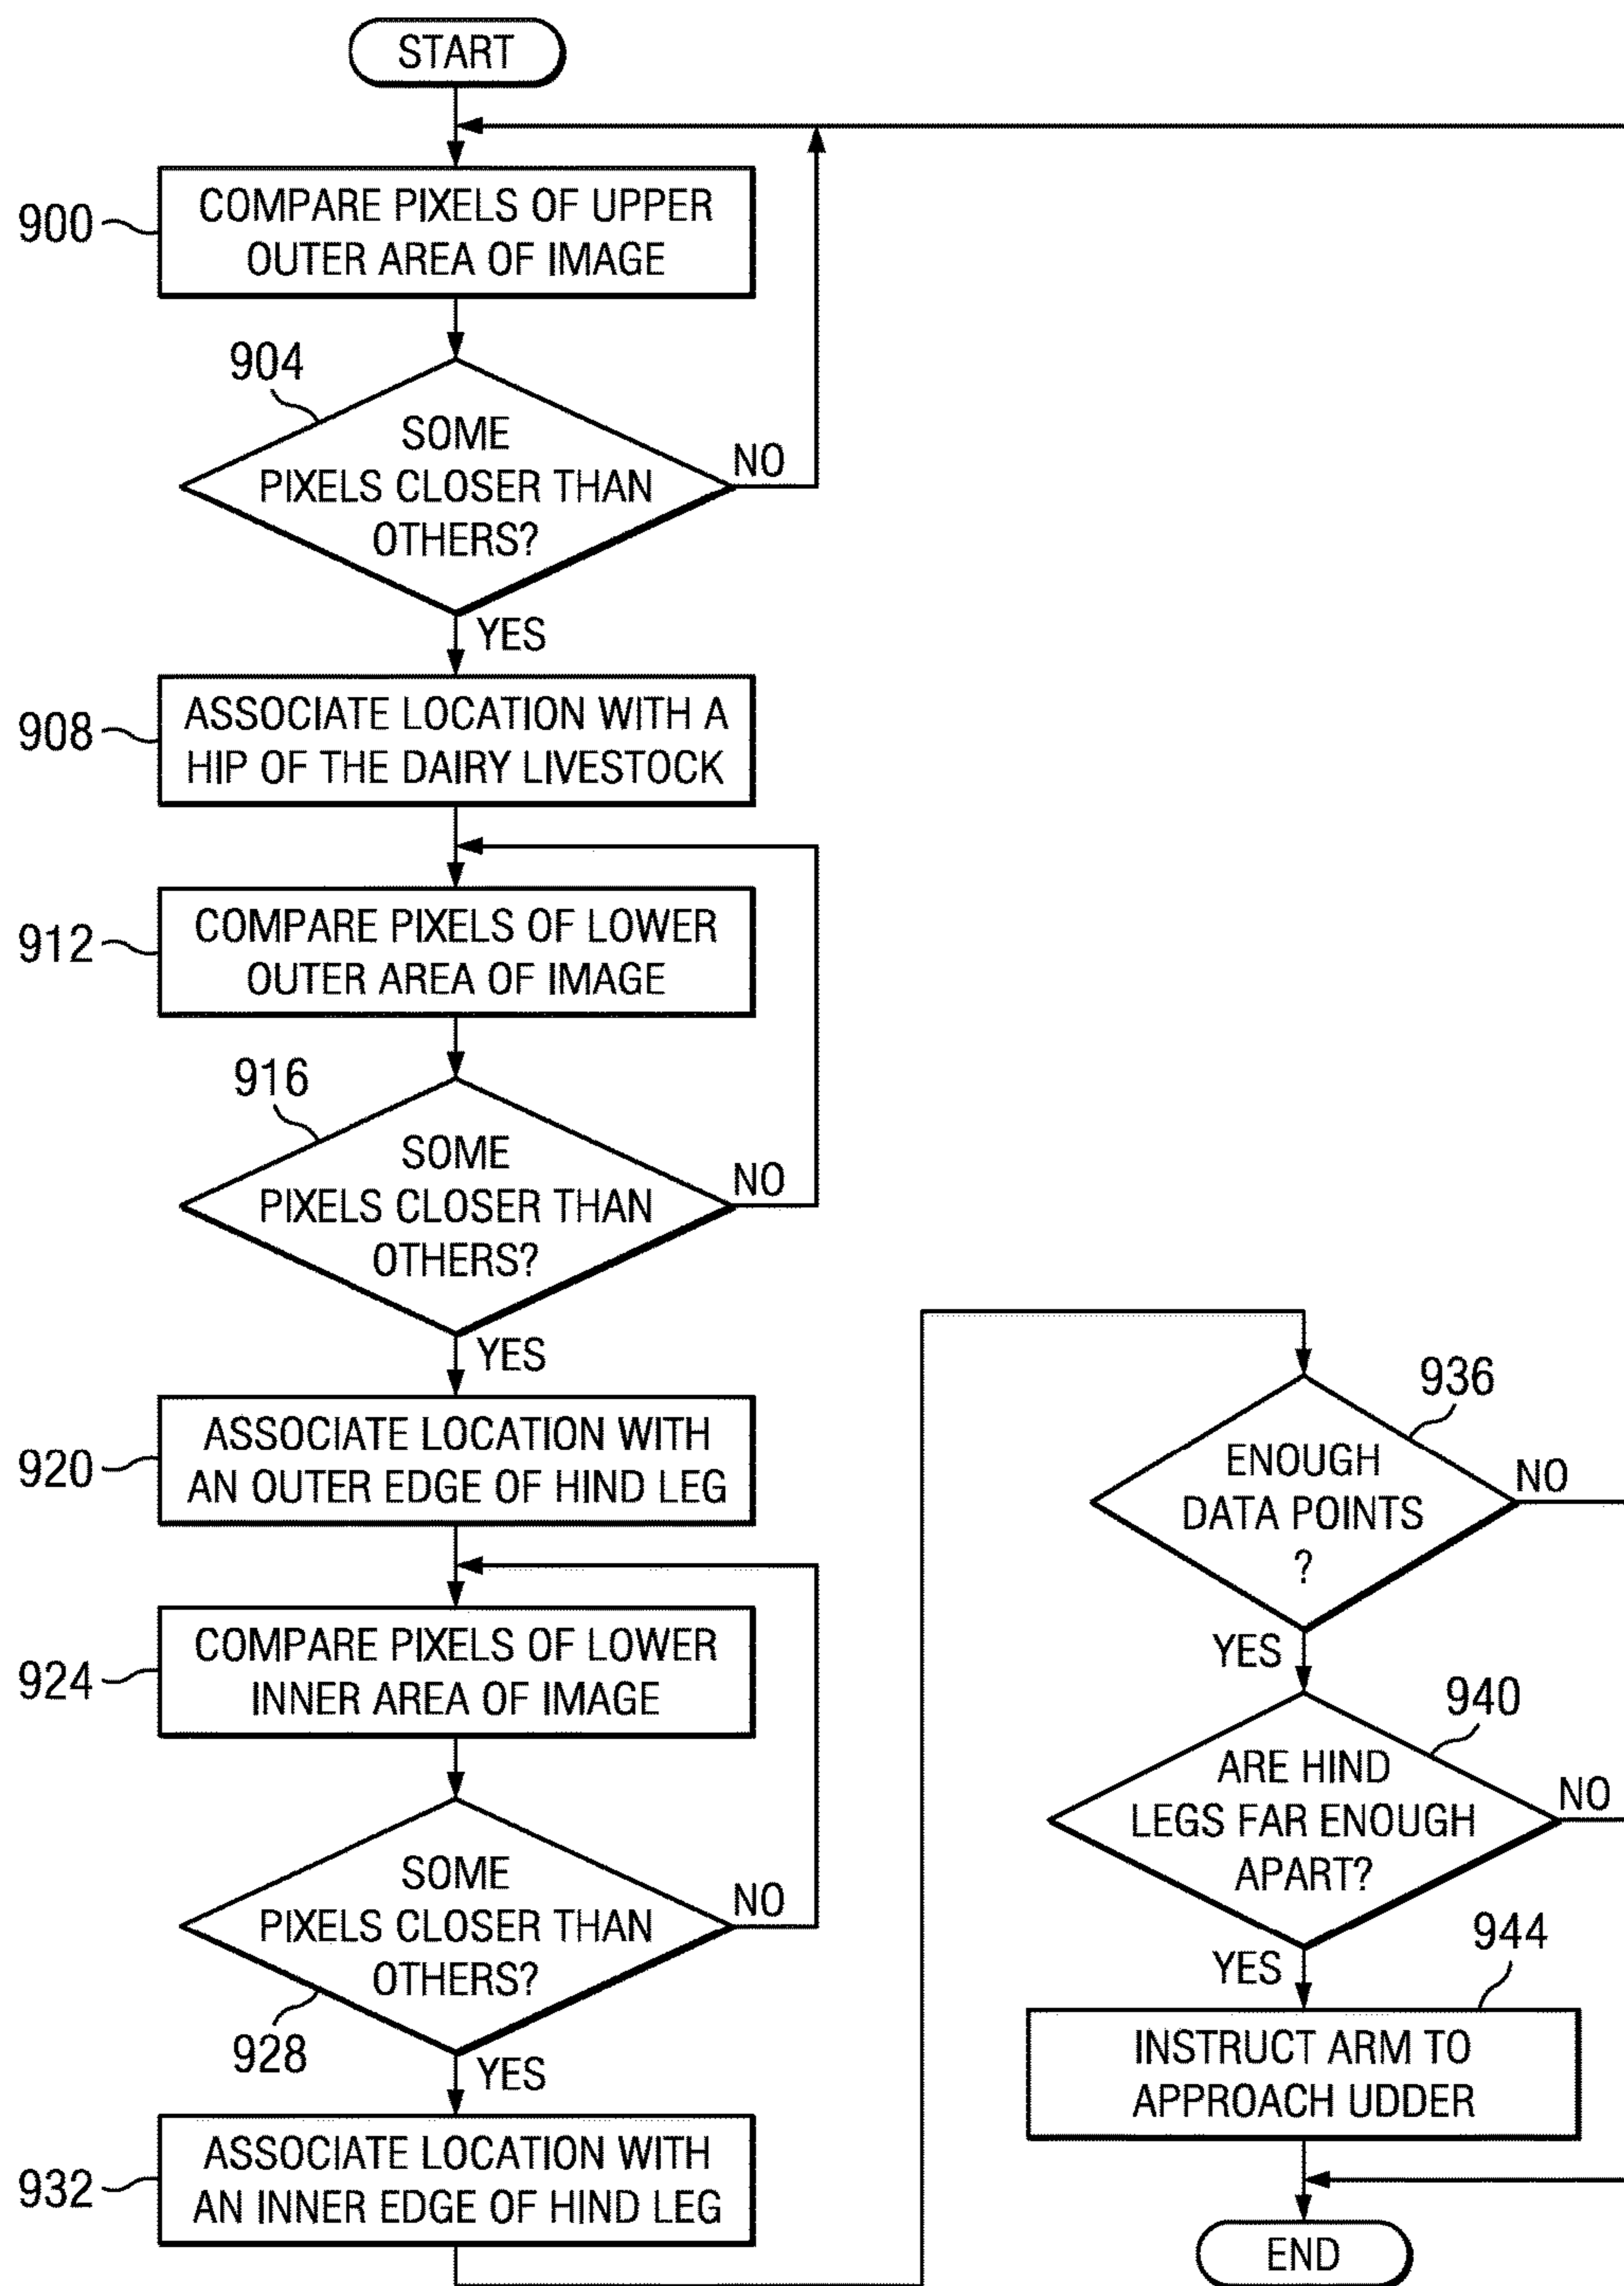 START
900
COMPARE PIXELS OF UPPER
OUTER AREA OF IMAGE
904
SOME
PIXELS CLOSER THAN
OTHERS?
NO
YES
908
ASSOCIATE LOCATION WITH A
HIP OF THE DAIRY LIVESTOCK
912
COMPARE PIXELS OF LOWER
OUTER AREA OF IMAGE
916
SOME
PIXELS CLOSER THAN
OTHERS?
NO
YES
920
ASSOCIATE LOCATION WITH
AN OUTER EDGE OF HIND LEG
924
COMPARE PIXELS OF LOWER
INNER AREA OF IMAGE
SOME
PIXELS CLOSER THAN
OTHERS?
NO
928
YES
932
ASSOCIATE LOCATION WITH
AN INNER EDGE OF HIND LEG
936
ENOUGH
DATA POINTS
?
NO
YES
940
ARE HIND
LEGS FAR ENOUGH
APART?
NO
YES
944
INSTRUCT ARM TO
APPROACH UDDER
END